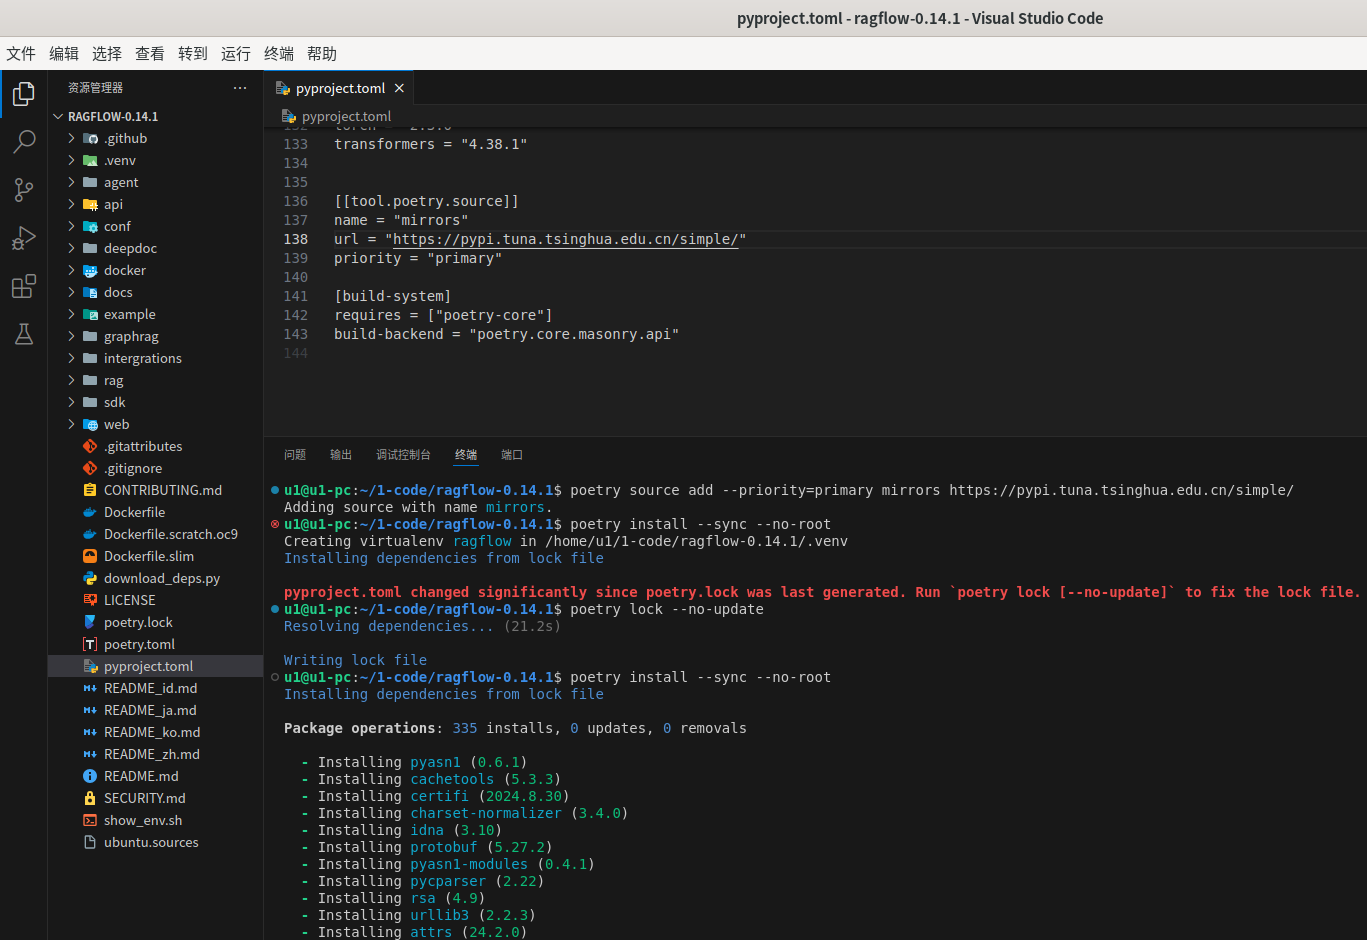 pyproject.toml - ragflow-0.14.1 - Visual Studio Code
文件 编辑 选择 查看 转到 运行 终端 帮助
资源管理器 ···
RAGFLOW-0.14.1
.github
.venv
agent
api
conf
deepdoc
docker
docs
example
graphrag
intergrations
rag
sdk
web
.gitattributes
.gitignore
CONTRIBUTING.md
Dockerfile
Dockerfile.scratch.oc9
Dockerfile.slim
download_deps.py
LICENSE
poetry.lock
poetry.toml
pyproject.toml
README_id.md
README_ja.md
README_ko.md
README_zh.md
README.md
SECURITY.md
show_env.sh
ubuntu.sources
pyproject.toml
pyproject.toml
133 transformers = "4.38.1"
134
135
136 [[tool.poetry.source]]
137 name = "mirrors"
138 url = "https://pypi.tuna.tsinghua.edu.cn/simple/"
139 priority = "primary"
140
141 [build-system]
142 requires = ["poetry-core"]
143 build-backend = "poetry.core.masonry.api"
144
问题 输出 调试控制台 终端 端口
u1@u1-pc:~/1-code/ragflow-0.14.1$ poetry source add --priority=primary mirrors https://pypi.tuna.tsinghua.edu.cn/simple/
Adding source with name mirrors.
u1@u1-pc:~/1-code/ragflow-0.14.1$ poetry install --sync --no-root
Creating virtualenv ragflow in /home/u1/1-code/ragflow-0.14.1/.venv
Installing dependencies from lock file
pyproject.toml changed significantly since poetry.lock was last generated. Run `poetry lock [--no-update]` to fix the lock file.
u1@u1-pc:~/1-code/ragflow-0.14.1$ poetry lock --no-update
Resolving dependencies... (21.2s)
Writing lock file
u1@u1-pc:~/1-code/ragflow-0.14.1$ poetry install --sync --no-root
Installing dependencies from lock file
Package operations: 335 installs, 0 updates, 0 removals
- Installing pyasn1 (0.6.1)
- Installing cachetools (5.3.3)
- Installing certifi (2024.8.30)
- Installing charset-normalizer (3.4.0)
- Installing idna (3.10)
- Installing protobuf (5.27.2)
- Installing pyasn1-modules (0.4.1)
- Installing pycparser (2.22)
- Installing rsa (4.9)
- Installing urllib3 (2.2.3)
- Installing attrs (24.2.0)